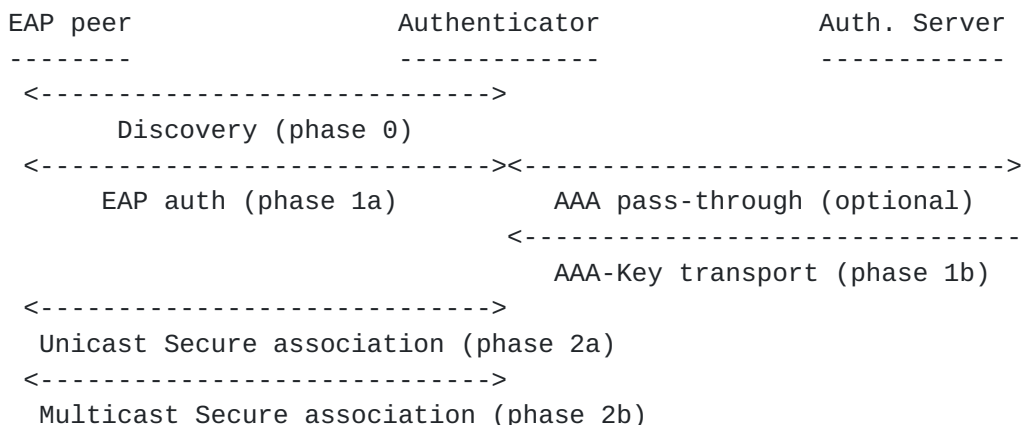 EAP peer                 Authenticator              Auth. Server
--------                 -------------              ------------
 <----------------------------->
       Discovery (phase 0)
 <-----------------------------><------------------------------->
      EAP auth (phase 1a)          AAA pass-through (optional)
                                <--------------------------------
                                   AAA-Key transport (phase 1b)
 <----------------------------->
  Unicast Secure association (phase 2a)
 <----------------------------->
  Multicast Secure association (phase 2b)